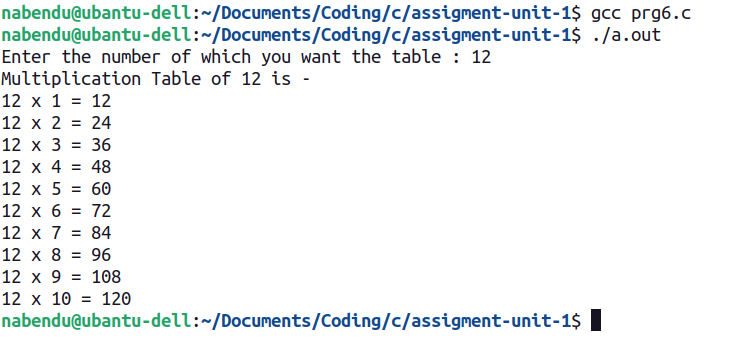 nabendu@ubantu-dell:~/Documents/Coding/c/assigment-unit-1$ gcc prg6.c
nabendu@ubantu-dell:~/Documents/Coding/c/assigment-unit-1$ ./a.out
Enter the number of which you want the table : 12
Multiplication Table of 12 is -
12 x 1 = 12
12 x 2 = 24
12 x 3 = 36
12 x 4 = 48
12 x 5 = 60
12 x 6 = 72
12 x 7 = 84
12 x 8 = 96
12 x 9 = 108
12 x 10 = 120
nabendu@ubantu-dell:~/Documents/Coding/c/assigment-unit-1$